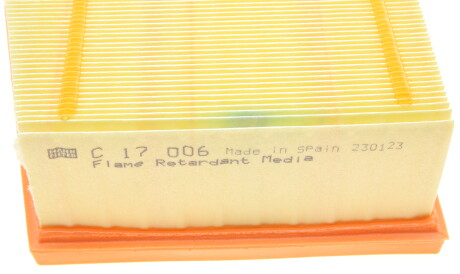 C 17 006 Made in Spain 230123
Flame Retardant Media